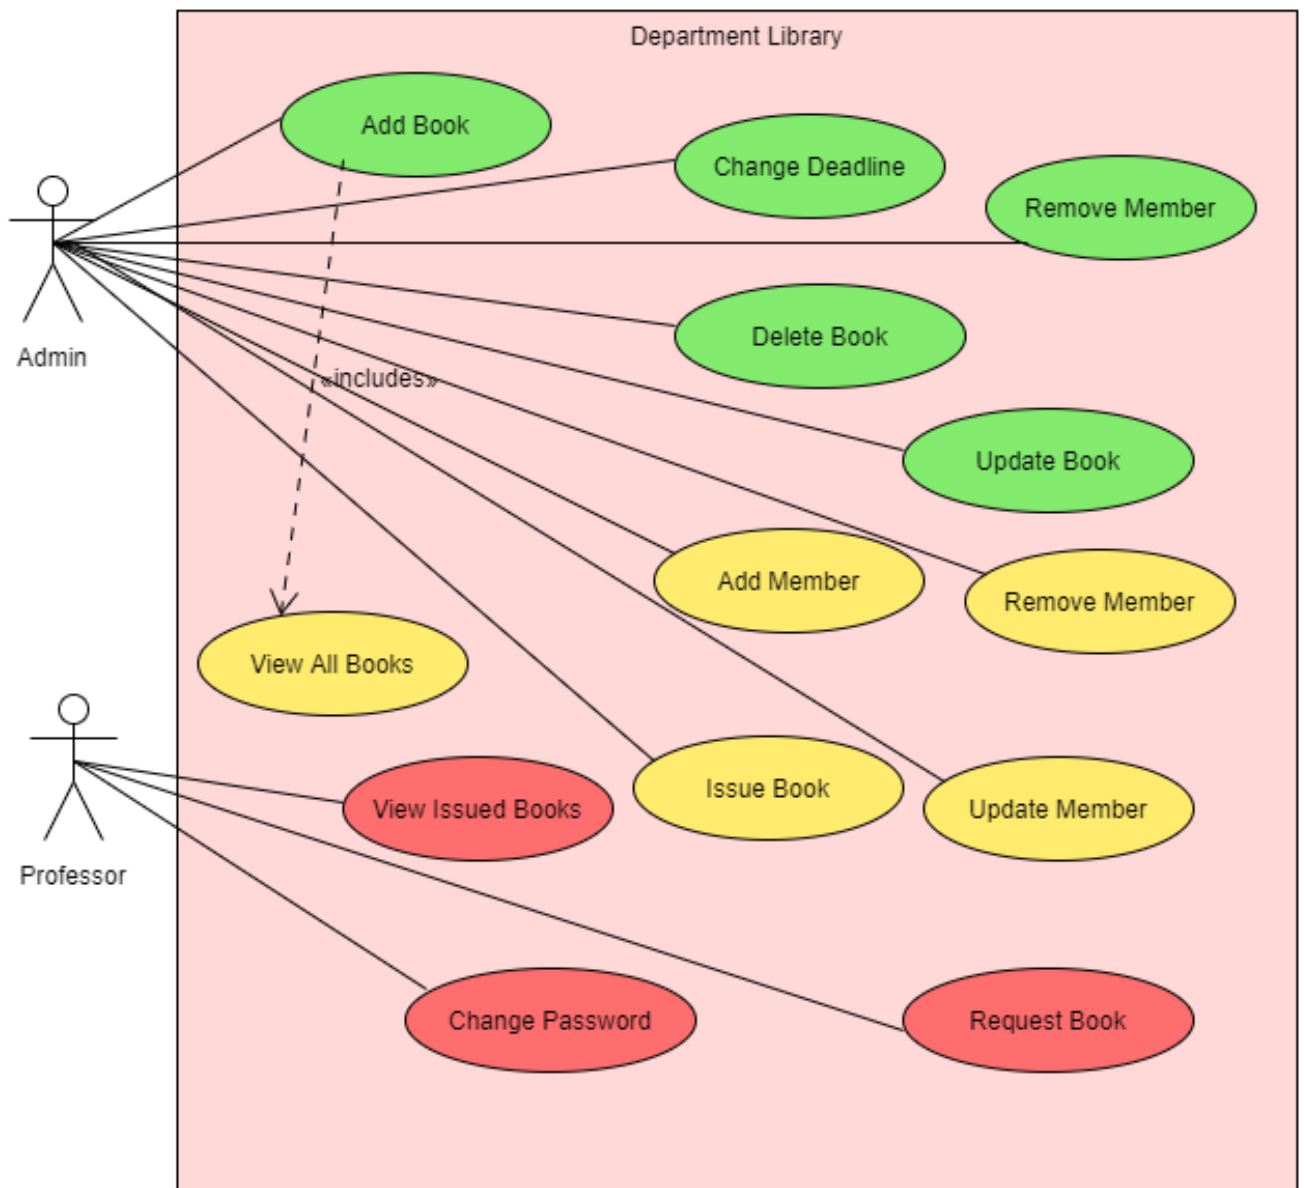 Department Library
Add Book
Change Deadline
Remove Member
Admin
Delete Book
«includes»
Update Book
Add Member
Remove Member
View All Books
Issue Book
View Issued Books
Update Member
Professor
Change Password
Request Book